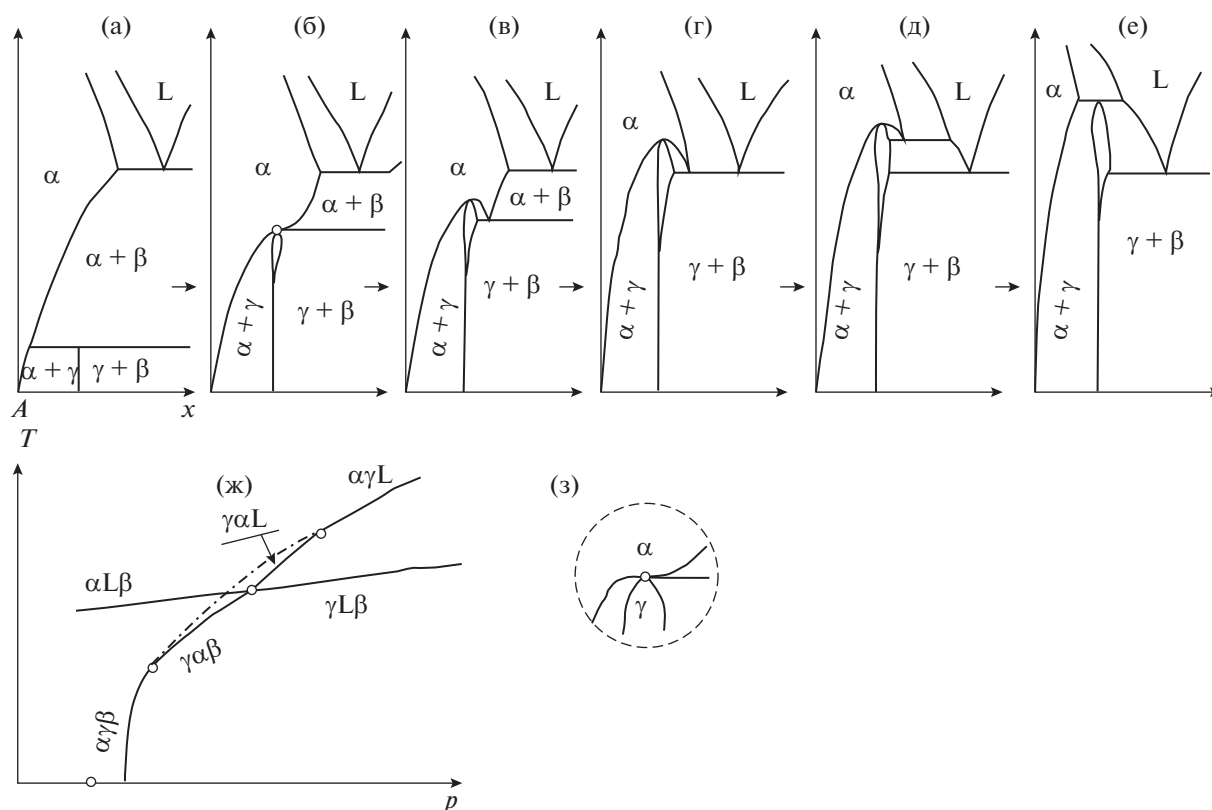 (а) (б) (в) (г) (д) (е)
L L L L L L
α α α α α α
α + β α + β α + β
α + γ γ + β α + γ γ + β α + γ γ + β α + γ γ + β α + γ γ + β γ + β
A x
T
(ж) αγL (з)
γαL
α
αLβ γLβ γ
γαβ
αγβ
p